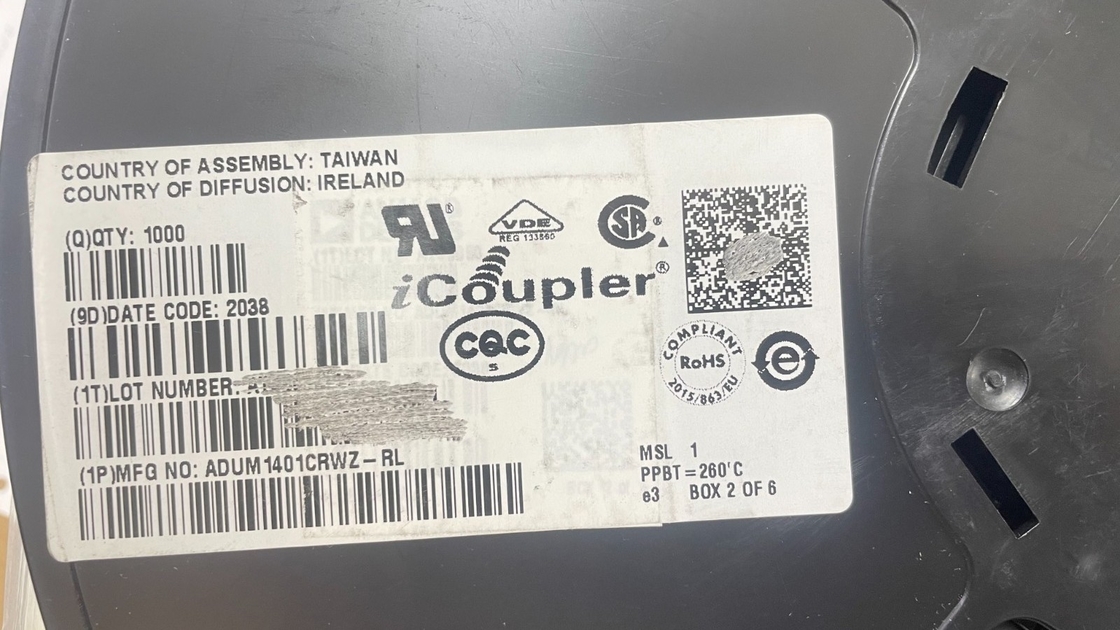 COUNTRY OF ASSEMBLY: TAIWAN
COUNTRY OF DIFFUSION: IRELAND
(Q)QTY: 1000
(9D)DATE CODE: 2038
(1T)LOT NUMBER:
(1P)MFG NO: ADUM1401CRWZ-RL
RU®
VDE
REG 133860
CSA®
iCoupler®
CQC
S
COMPLIANT
RoHS
2015/863/EU
e
MSL 1
PPBT=260'C
e3 BOX 2 OF 6